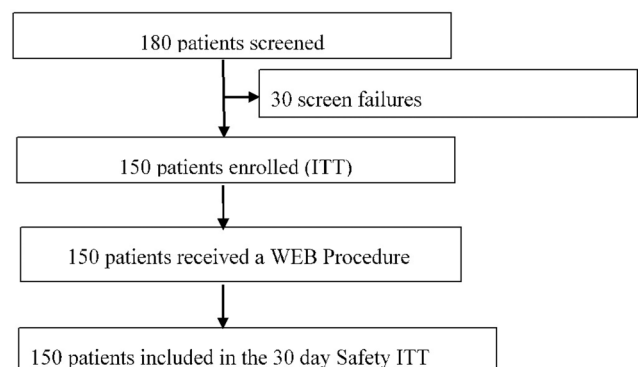 180 patients screened
30 screen failures
150 patients enrolled (ITT)
150 patients received a WEB Procedure
150 patients included in the 30 day Safety ITT